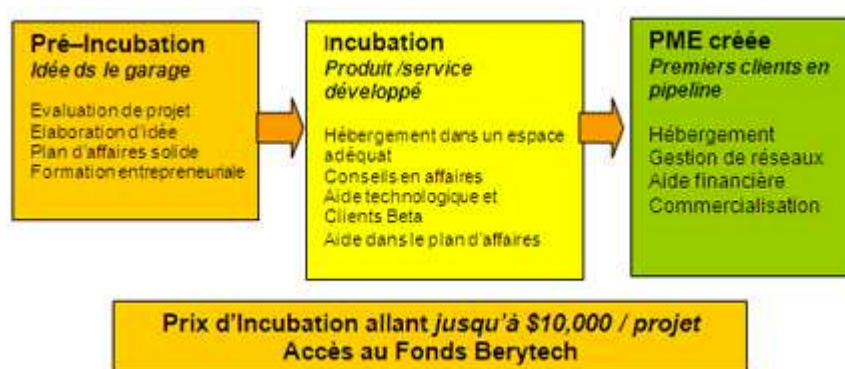 Pré–Incubation
Idée ds le garage
Evaluation de projet
Elaboration d'idée
Plan d'affaires solide
Formation entrepreneuriale
Incubation
Produit /service
développé
Hébergement dans un espace
adéquat
Conseils en affaires
Aide technologique et
Clients Beta
Aide dans le plan d'affaires
PME créée
Premiers clients en
pipeline
Hébergement
Gestion de réseaux
Aide financière
Commercialisation
Prix d'Incubation allant jusqu'à $10,000 / projet
Accès au Fonds Berytech